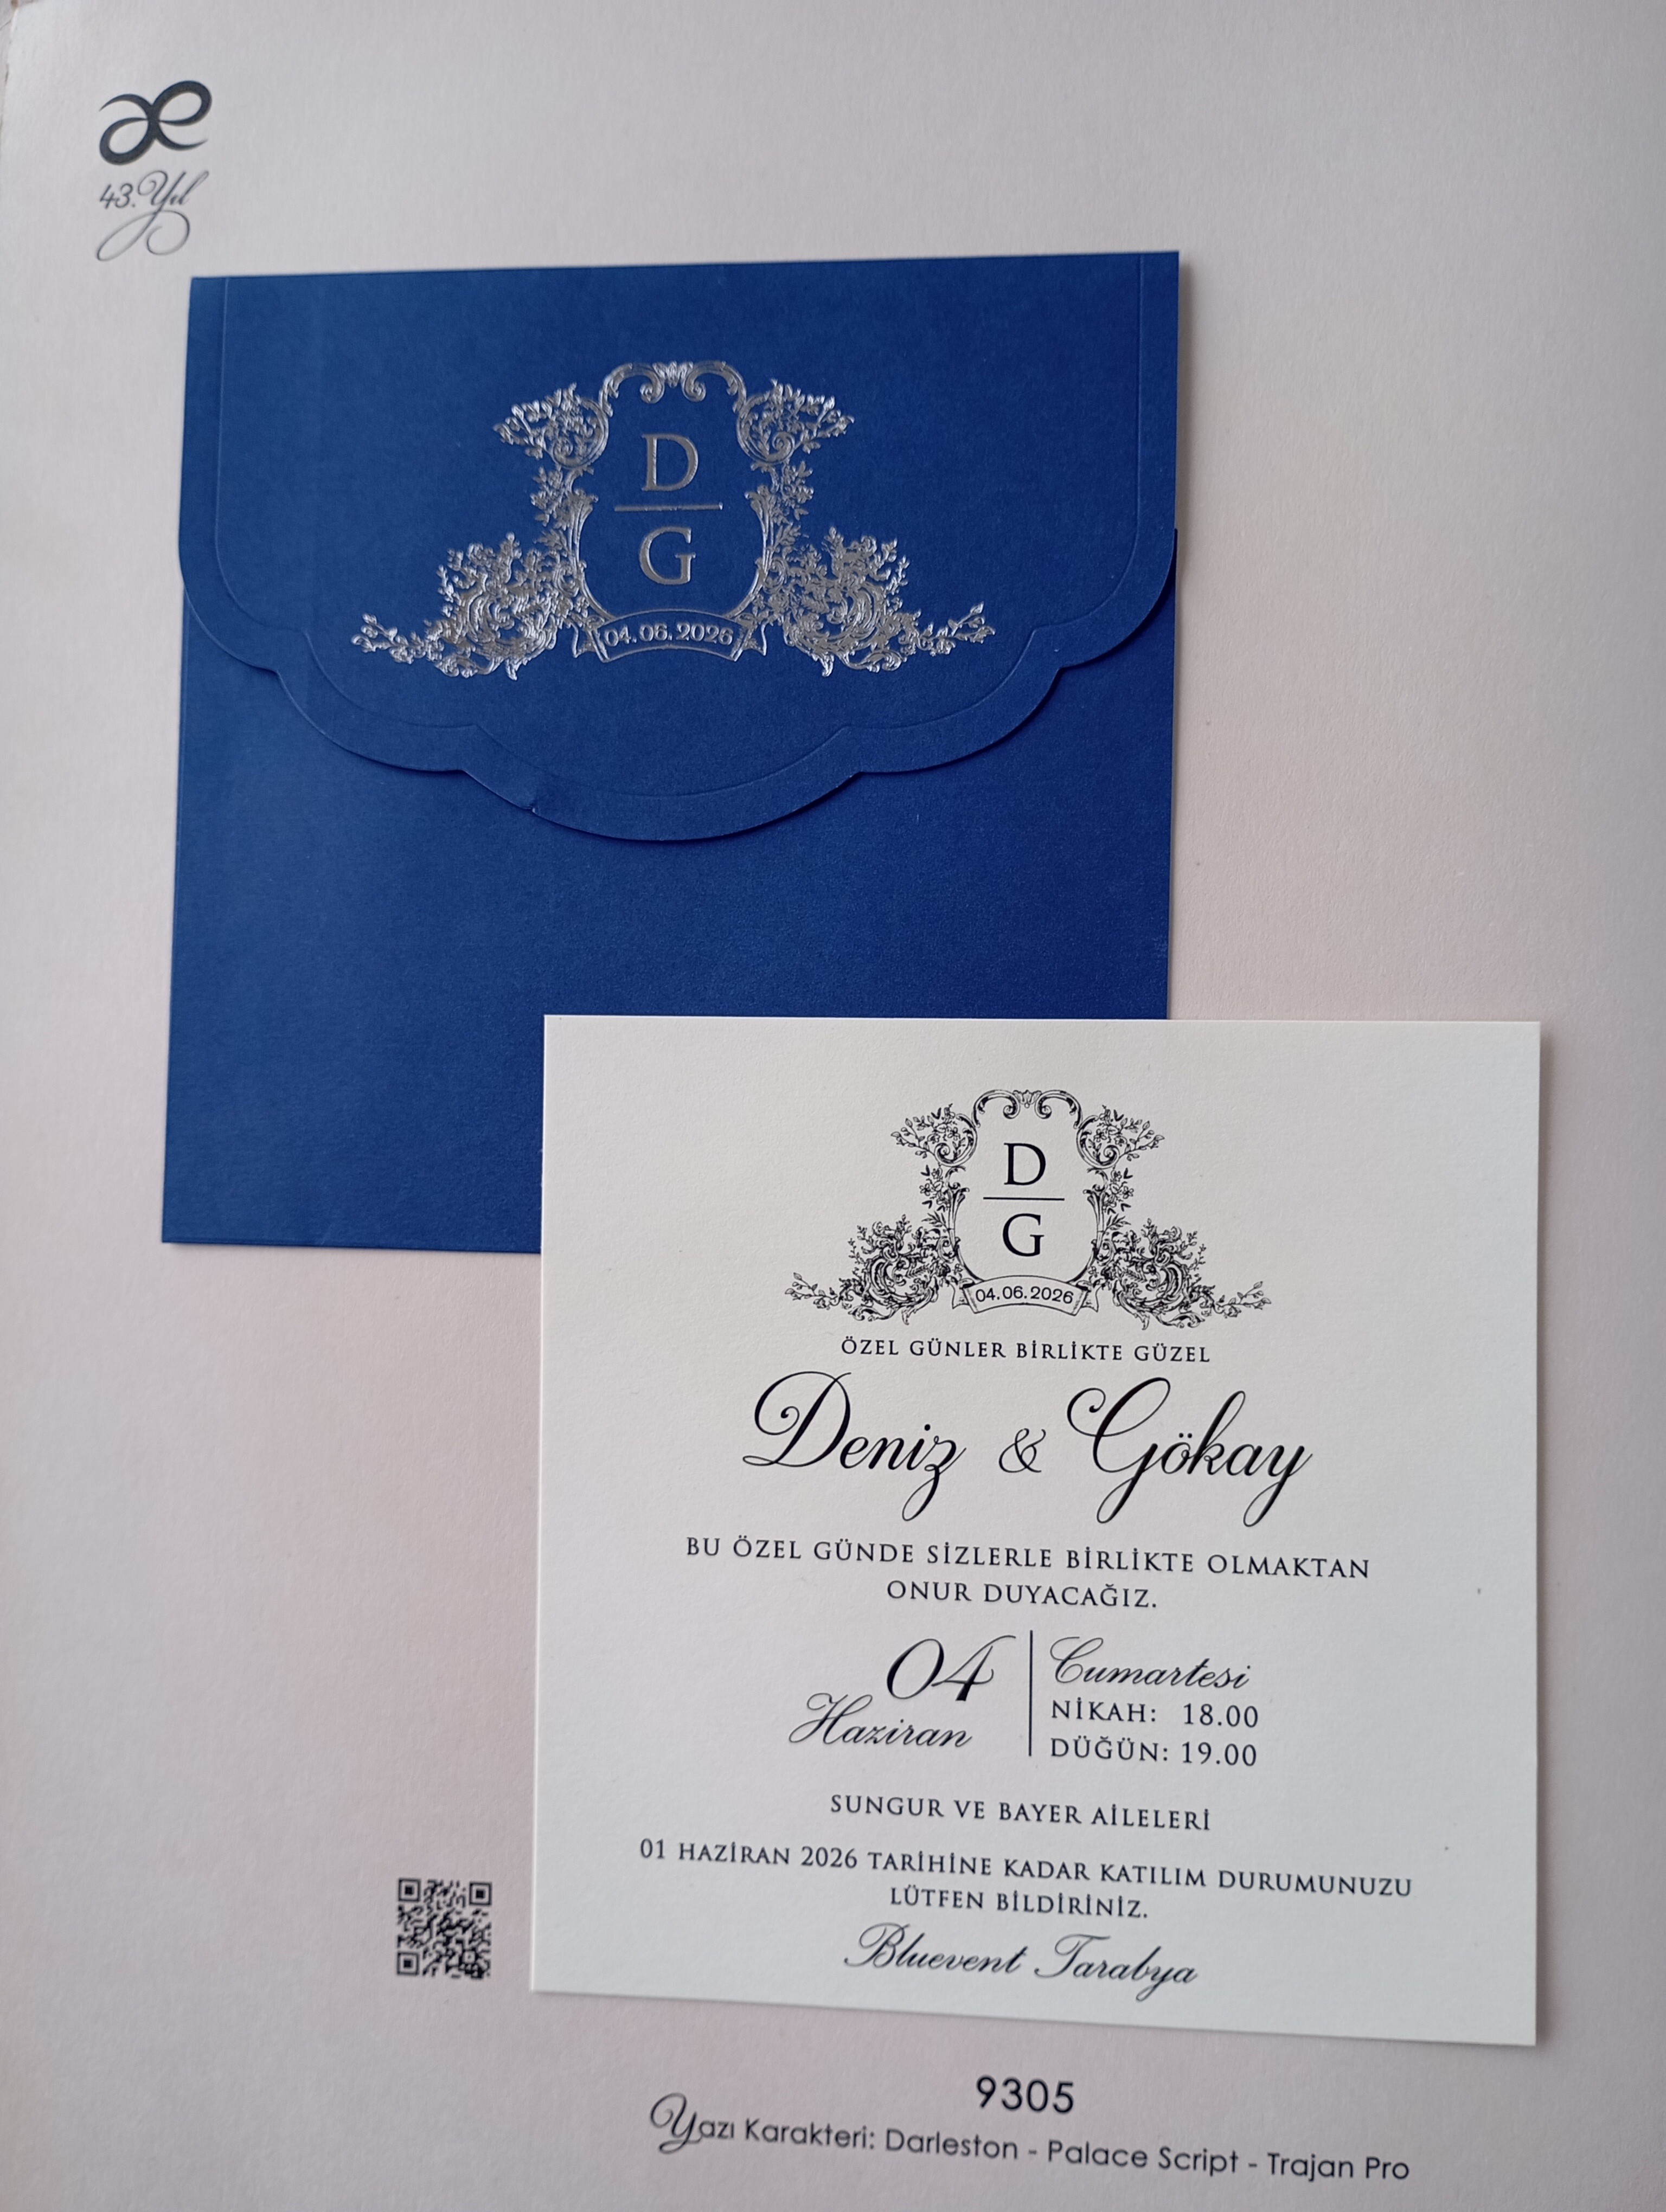 43. Yıl
D
G
04.06.2026
D
G
04.06.2026
ÖZEL GÜNLER BİRLİKTE GÜZEL
Deniz & Gökay
BU ÖZEL GÜNDE SİZLERLE BİRLİKTE OLMAKTAN
ONUR DUYACAĞIZ.
04
Haziran
Cumartesi
NİKAH: 18.00
DÜĞÜN: 19.00
SUNGUR VE BAYER AİLELERİ
01 HAZİRAN 2026 TARİHİNE KADAR KATILIM DURUMUNUZU
LÜTFEN BİLDİRİNİZ.
Bluevent Tarabya
9305
Yazı Karakteri: Darleston - Palace Script - Trajan Pro